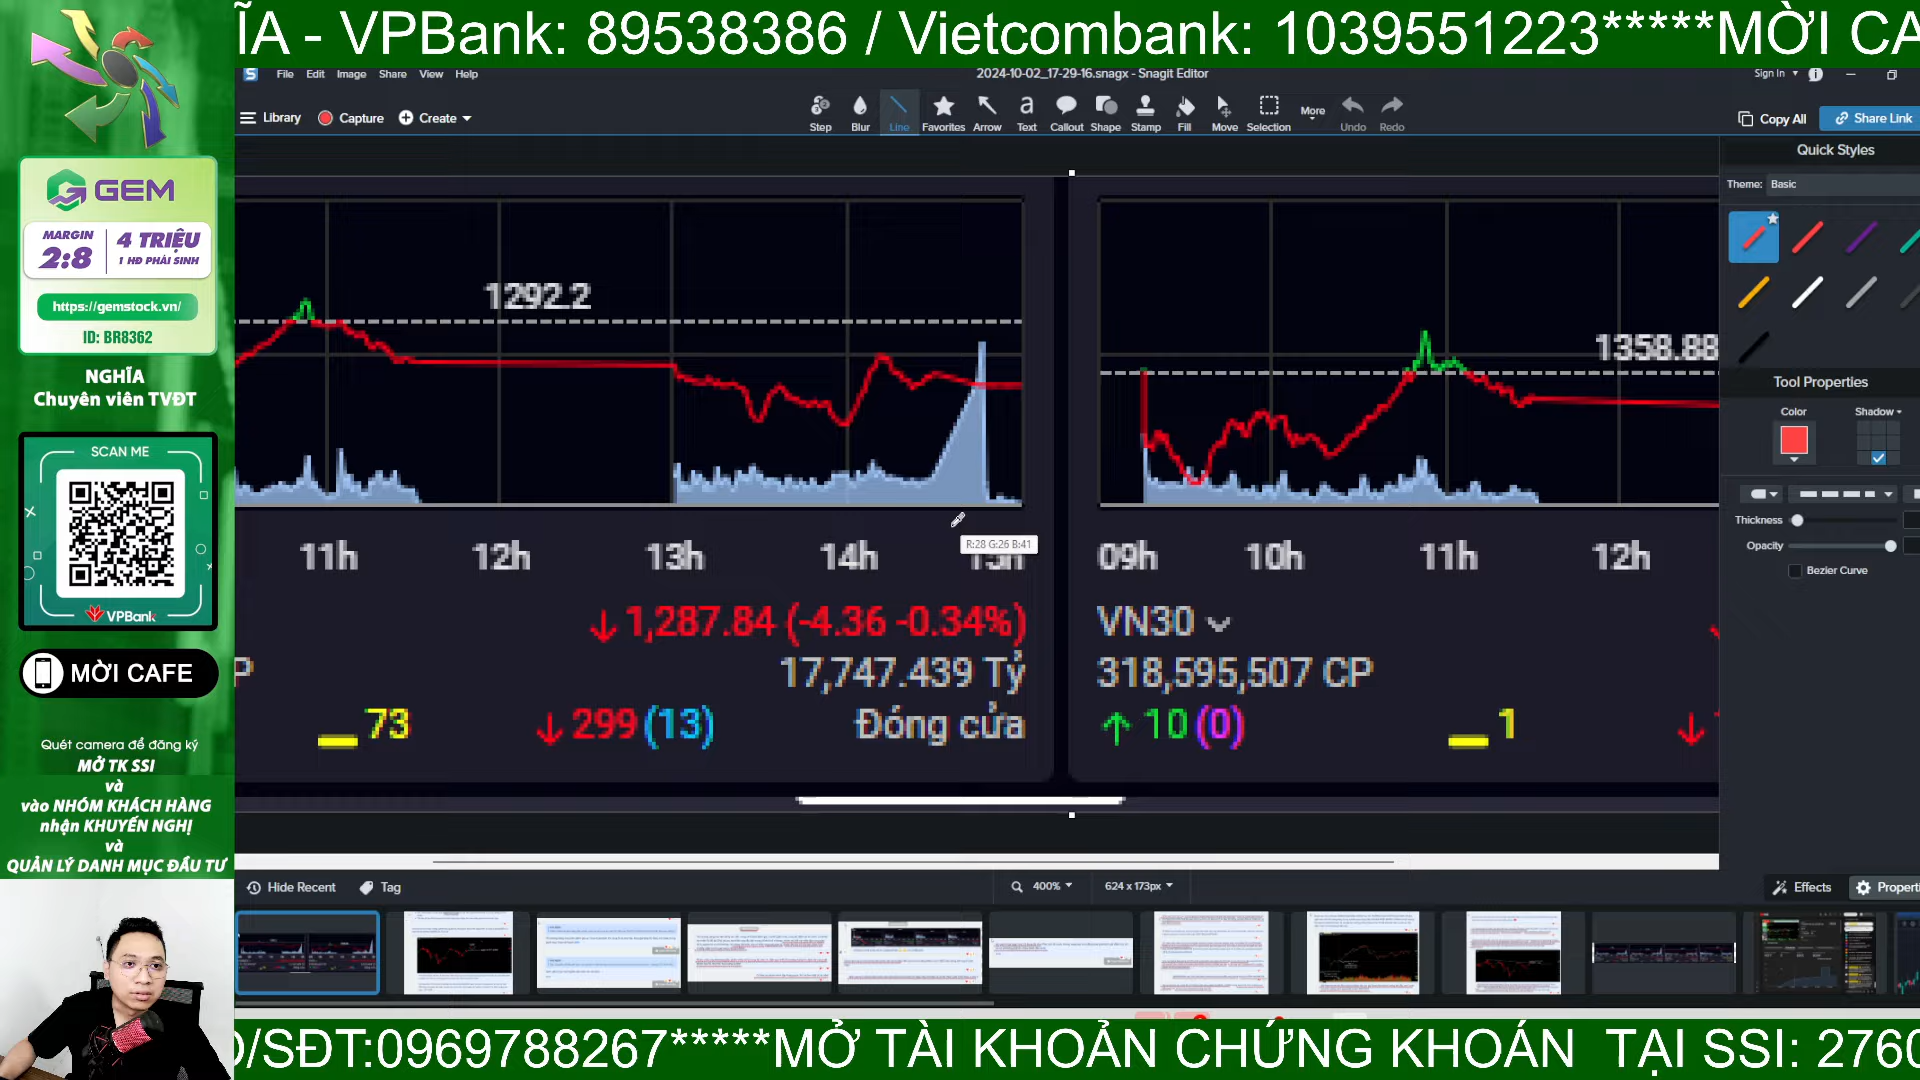 ĨA - VPBank: 89538386 / Vietcombank: 1039551223*****MỜI CA
GEM
MARGIN
2:8
4 TRIỆU
1 HĐ PHÁI SINH
https://gemstock.vn/
ID: BR8362
NGHĨA
Chuyên viên TVĐT
SCAN ME
VPBank
MỜI CAFE
Quét camera để đăng ký
MỞ TK SSI
và
vào NHÓM KHÁCH HÀNG
nhận KHUYẾN NGHỊ
và
QUẢN LÝ DANH MỤC ĐẦU TƯ
S File Edit Image Share View Help
2024-10-02_17-29-16.snagx - Snagit Editor
Sign In
Library Capture Create
Step Blur Line Favorites Arrow Text Callout Shape Stamp Fill Move Selection More Undo Redo
Copy All Share Link
Quick Styles
Theme: Basic
Tool Properties
Color Shadow
Thickness
Opacity
Bezier Curve
1292.2
1358.88
R:28 G:26 B:41
11h 12h 13h 14h 15h
09h 10h 11h 12h
↓ 1,287.84 (-4.36 -0.34%)
17,747.439 Tỷ
P
73 ↓ 299 (13) Đóng cửa
VN30
318,595,507 CP
↑ 10 (0) 1 ↓
Hide Recent Tag
400% 624 x 173px
Effects Properti
O/SĐT:0969788267*****MỞ TÀI KHOẢN CHỨNG KHOÁN TẠI SSI: 2760